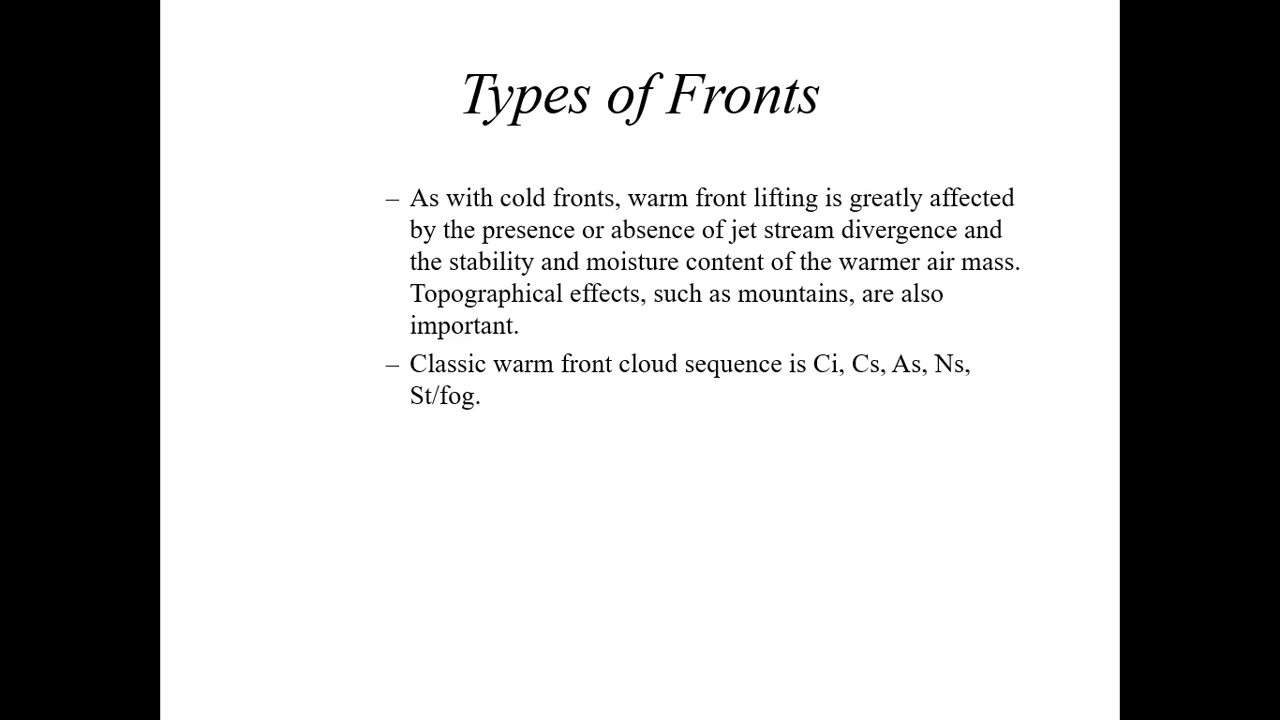 Types of Fronts
– As with cold fronts, warm front lifting is greatly affected
by the presence or absence of jet stream divergence and
the stability and moisture content of the warmer air mass.
Topographical effects, such as mountains, are also
important.
– Classic warm front cloud sequence is Ci, Cs, As, Ns,
St/fog.